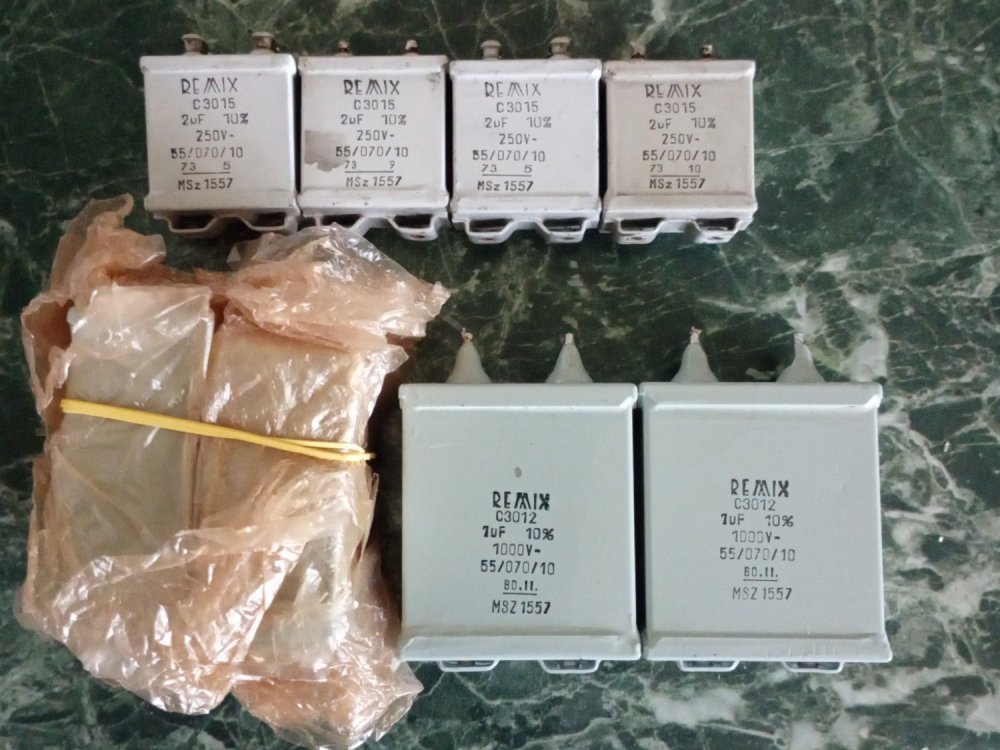 REMIX
C3015
2uF 10%
250V-
55/070/10
73 5
MSz 1557
REMIX
C3015
2uF 10%
250V-
55/070/10
73 9
MSz 1557
REMIX
C3015
2uF 10%
250V-
55/070/10
73 5
MSz 1557
REMIX
C3015
2uF 10%
250V-
55/070/10
73 10
MSz 1557
REMIX
C3012
1uF 10%
1000V-
55/070/10
80.11.
MSZ 1557
REMIX
C3012
1uF 10%
1000V-
55/070/10
80.11.
MSZ 1557